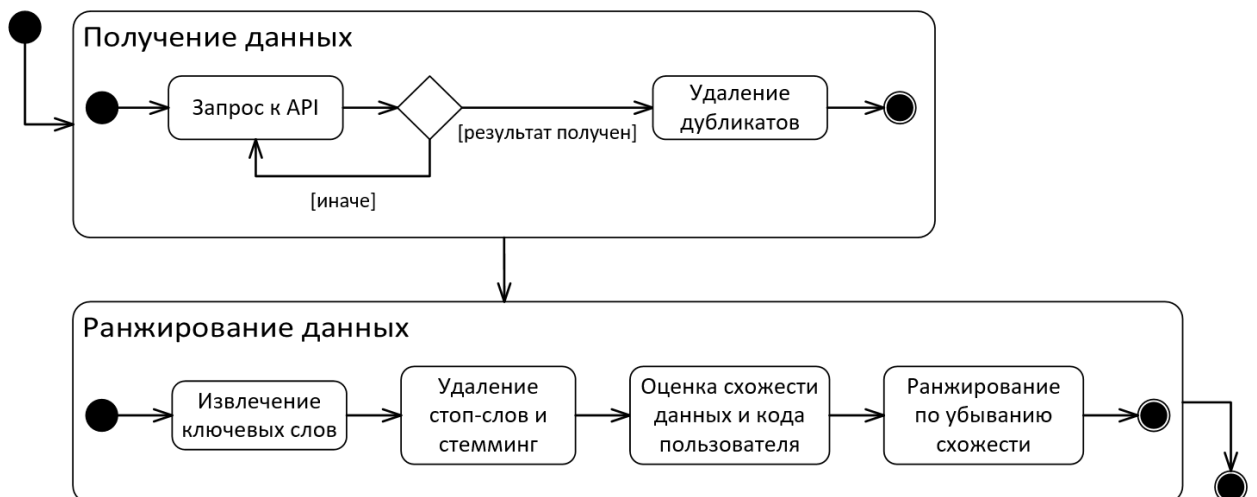 Получение данных
Запрос к API
[результат получен]
Удаление
дубликатов
[иначе]
Ранжирование данных
Извлечение
ключевых слов
Удаление
стоп-слов и
стемминг
Оценка схожести
данных и кода
пользователя
Ранжирование
по убыванию
схожести